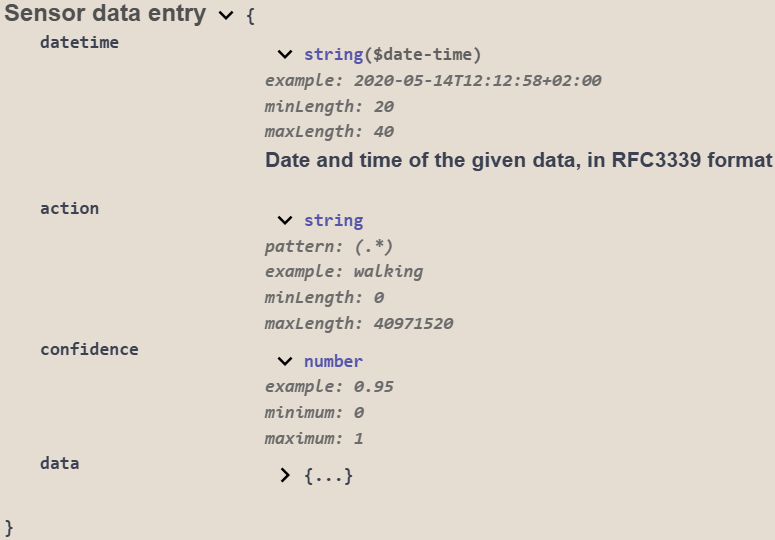 Sensor data entry {
datetime
string($date-time)
example: 2020-05-14T12:12:58+02:00
minLength: 20
maxLength: 40
Date and time of the given data, in RFC3339 format
action
string
pattern: (.*)
example: walking
minLength: 0
maxLength: 40971520
confidence
number
example: 0.95
minimum: 0
maximum: 1
data
{...}
}